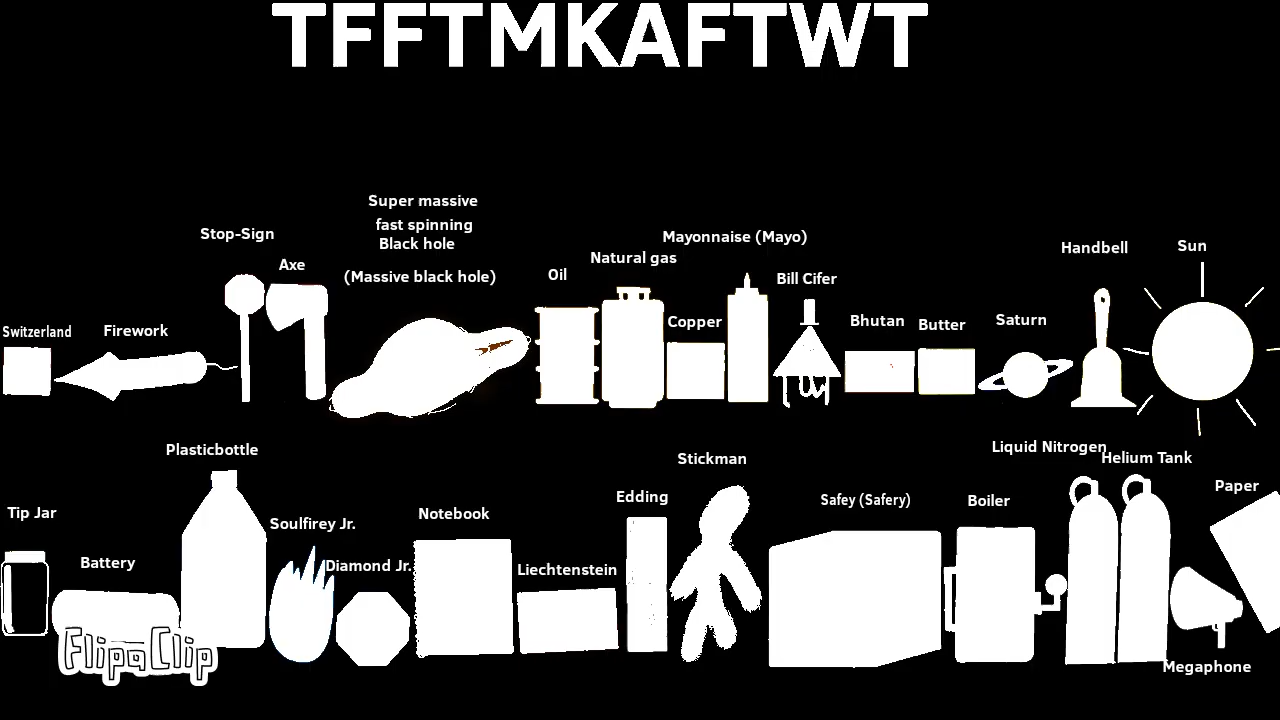 TFFTMKAFTWT
Super massive
fast spinning
Black hole
(Massive black hole)
Stop-Sign
Axe
Oil
Natural gas
Mayonnaise (Mayo)
Bill Cifer
Handbell
Sun
Switzerland
Firework
Copper
Bhutan
Butter
Saturn
Plasticbottle
Stickman
Liquid Nitrogen
Helium Tank
Tip Jar
Battery
Soulfirey Jr.
Diamond Jr.
Notebook
Liechtenstein
Edding
Safey (Safery)
Boiler
Paper
Megaphone
FlipaClip